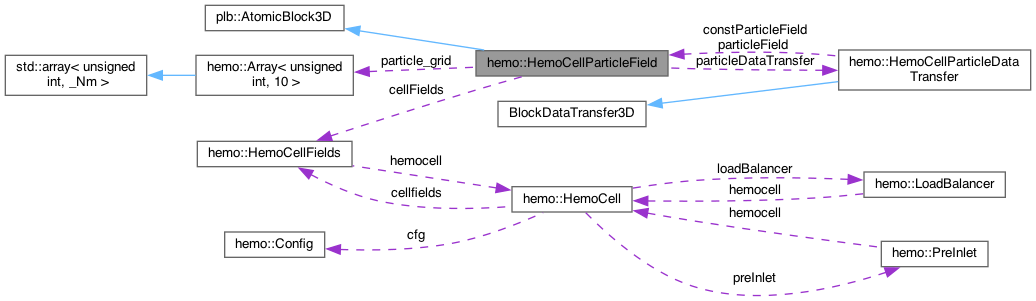 plb::AtomicBlock3D
constParticleField
particleField
std::array< unsigned
int, _Nm >
hemo::Array< unsigned
int, 10 >
particle_grid
hemo::HemoCellParticleField
particleDataTransfer
hemo::HemoCellParticleData
Transfer
cellFields
BlockDataTransfer3D
hemo::HemoCellFields
hemocell
loadBalancer
cellfields
hemo::HemoCell
hemocell
hemo::LoadBalancer
hemocell
hemo::Config
cfg
hemo::PreInlet
preInlet